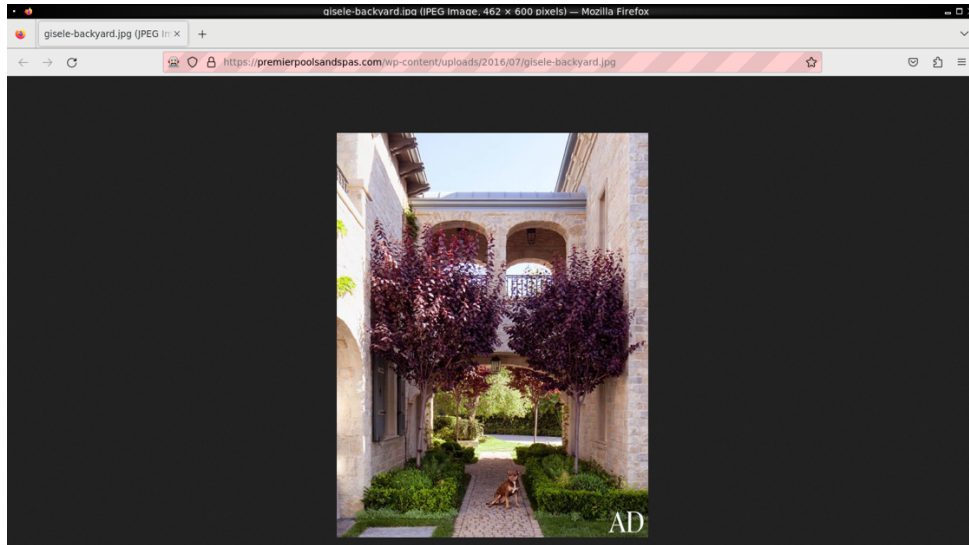 gisele-backyard.jpg (JPEG Image, 462 × 600 pixels) — Mozilla Firefox
gisele-backyard.jpg (JPEG Im
https://premierpoolsandspas.com/wp-content/uploads/2016/07/gisele-backyard.jpg
AD